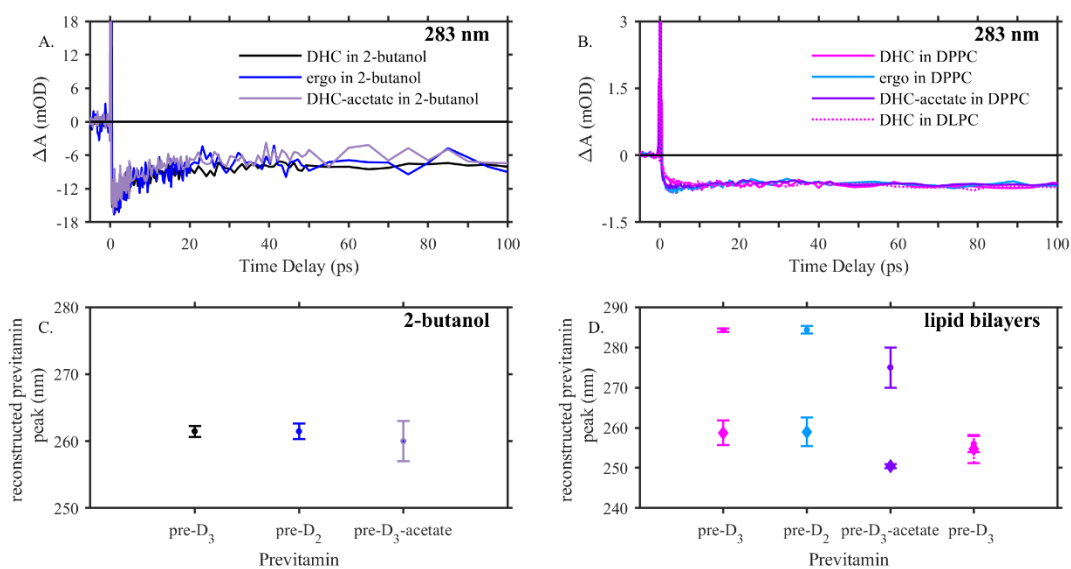 A.
283 nm
18
12
6
0
-6
-12
-18
ΔA (mOD)
DHC in 2-butanol
ergo in 2-butanol
DHC-acetate in 2-butanol
0
20
40
60
80
100
Time Delay (ps)
B.
283 nm
3
1.5
0
-1.5
ΔA (mOD)
DHC in DPPC
ergo in DPPC
DHC-acetate in DPPC
DHC in DLPC
0
20
40
60
80
100
Time Delay (ps)
C.
2-butanol
280
270
260
250
reconstructed previtamin
peak (nm)
pre-D₃
pre-D₂
pre-D₃-acetate
Previtamin
D.
lipid bilayers
290
280
270
260
250
240
reconstructed previtamin
peak (nm)
pre-D₃
pre-D₂
pre-D₃-acetate
pre-D₃
Previtamin